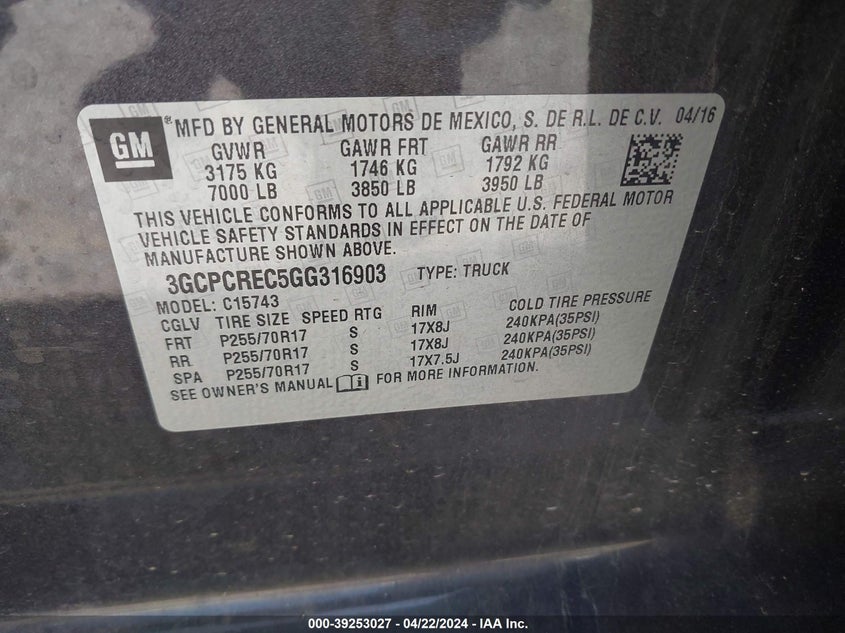 GM ® MFD BY GENERAL MOTORS DE MEXICO, S. DE R.L. DE C.V. 04/16
GVWR GAWR FRT GAWR RR
3175 KG 1746 KG 1792 KG
7000 LB 3850 LB 3950 LB
THIS VEHICLE CONFORMS TO ALL APPLICABLE U.S. FEDERAL MOTOR
VEHICLE SAFETY STANDARDS IN EFFECT ON THE DATE OF
MANUFACTURE SHOWN ABOVE.
3GCPCREC5GG316903 TYPE: TRUCK
MODEL: C15743
CGLV TIRE SIZE SPEED RTG RIM COLD TIRE PRESSURE
FRT P255/70R17 S 17X8J 240KPA(35PSI)
RR P255/70R17 S 17X8J 240KPA(35PSI)
SPA P255/70R17 S 17X7.5J 240KPA(35PSI)
SEE OWNER'S MANUAL FOR MORE INFORMATION.
000-39253027 - 04/22/2024 - IAA Inc.